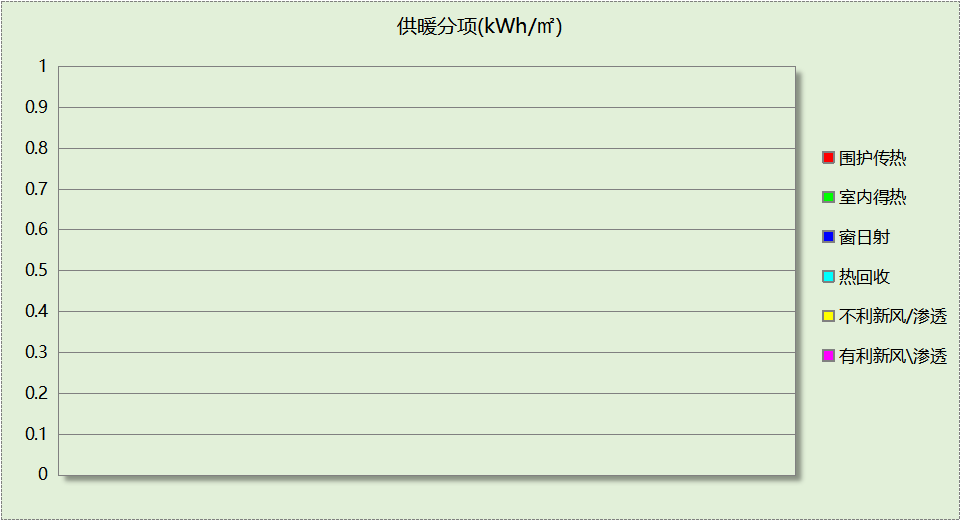 供暖分项(kWh/㎡)
1
0.9
0.8
0.7
0.6
0.5
0.4
0.3
0.2
0.1
0
围护传热
室内得热
窗日射
热回收
不利新风/渗透
有利新风\渗透